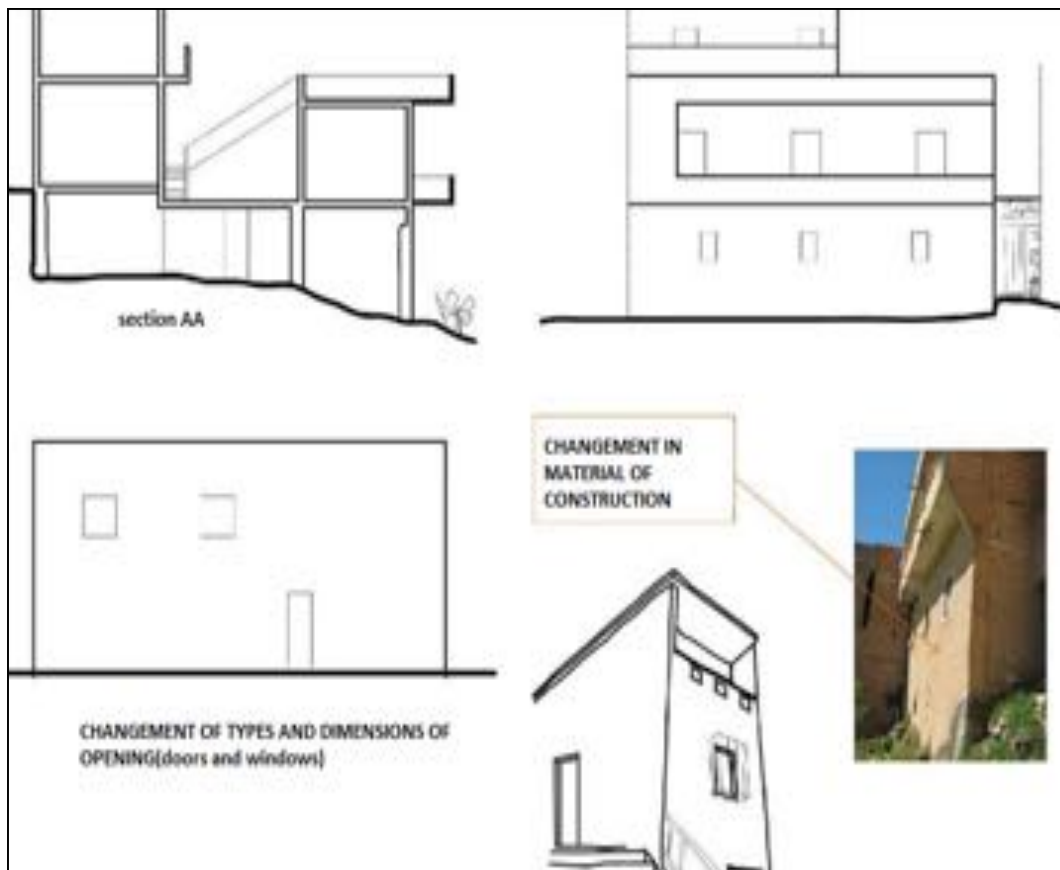 section AA
CHANGEMENT IN
MATERIAL OF
CONSTRUCTION
CHANGEMENT OF TYPES AND DIMENSIONS OF
OPENING(doors and windows)